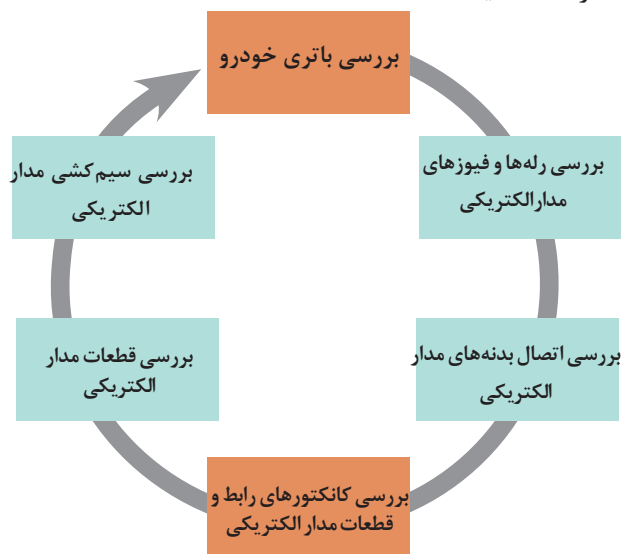 بررسی باتری خودرو
بررسی رله‌ها و فیوزهای
مدارالکتریکی
بررسی اتصال بدنه‌های مدار
الکتریکی
بررسی کانکتورهای رابط و
قطعات مدار الکتریکی
بررسی قطعات مدار
الکتریکی
بررسی سیم‌کشی مدار
الکتریکی